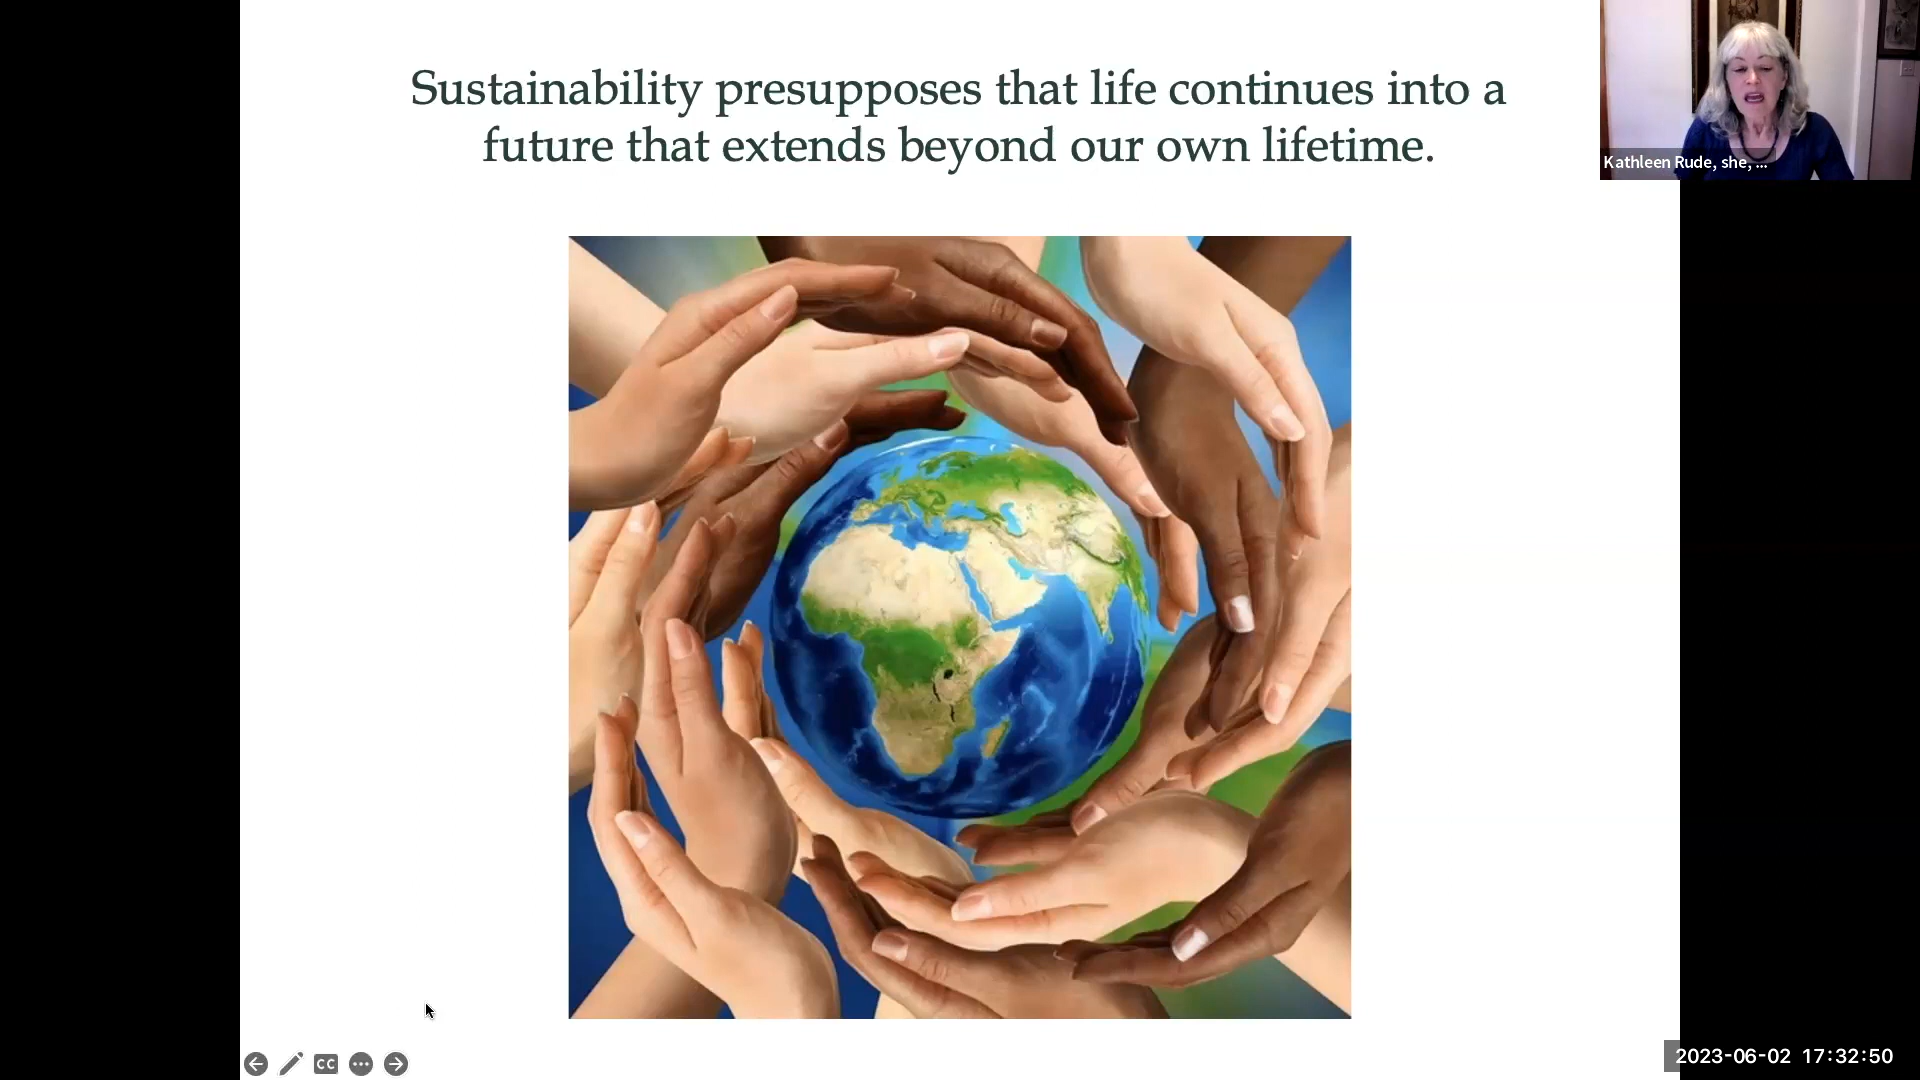 Sustainability presupposes that life continues into a
future that extends beyond our own lifetime.
Kathleen Rude, she, ...
CC
2023-06-02 17:32:50